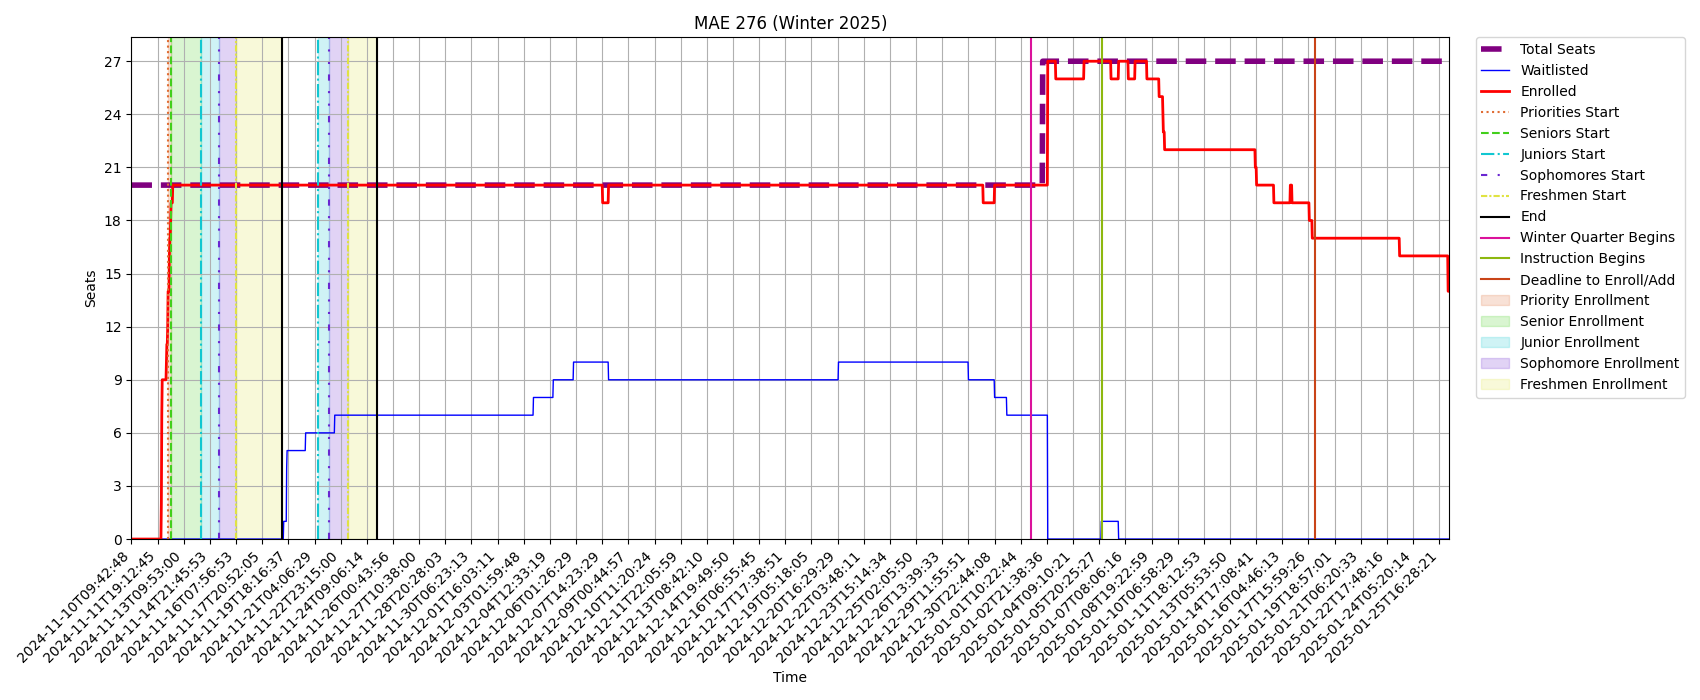 MAE 276 (Winter 2025)
Seats
27
24
21
18
15
12
9
6
3
0
2024-11-10T09:42:48
2024-11-11T19:12:45
2024-11-13T09:53:00
2024-11-14T21:45:53
2024-11-16T07:56:53
2024-11-17T20:52:05
2024-11-19T18:16:37
2024-11-21T04:06:29
2024-11-22T23:15:00
2024-11-24T09:06:14
2024-11-26T00:43:56
2024-11-27T10:38:00
2024-11-28T20:28:03
2024-11-30T06:23:13
2024-12-01T16:03:11
2024-12-03T01:59:48
2024-12-04T12:33:19
2024-12-06T01:26:29
2024-12-07T14:23:29
2024-12-09T00:44:57
2024-12-10T11:20:24
2024-12-11T22:05:59
2024-12-13T08:42:10
2024-12-14T19:49:50
2024-12-16T06:55:45
2024-12-17T17:38:51
2024-12-19T05:18:05
2024-12-20T16:29:29
2024-12-22T03:48:11
2024-12-23T15:14:34
2024-12-25T02:05:50
2024-12-26T13:39:33
2024-12-29T11:55:51
2024-12-30T22:44:08
2025-01-01T10:22:44
2025-01-02T21:38:36
2025-01-04T09:10:21
2025-01-05T20:25:27
2025-01-07T08:06:16
2025-01-08T19:22:59
2025-01-10T06:58:29
2025-01-11T18:12:53
2025-01-13T05:53:50
2025-01-14T17:08:41
2025-01-16T04:46:13
2025-01-17T15:59:26
2025-01-19T18:57:01
2025-01-21T06:20:33
2025-01-22T17:48:16
2025-01-24T05:20:14
2025-01-25T16:28:21
Time
Total Seats
Waitlisted
Enrolled
Priorities Start
Seniors Start
Juniors Start
Sophomores Start
Freshmen Start
End
Winter Quarter Begins
Instruction Begins
Deadline to Enroll/Add
Priority Enrollment
Senior Enrollment
Junior Enrollment
Sophomore Enrollment
Freshmen Enrollment